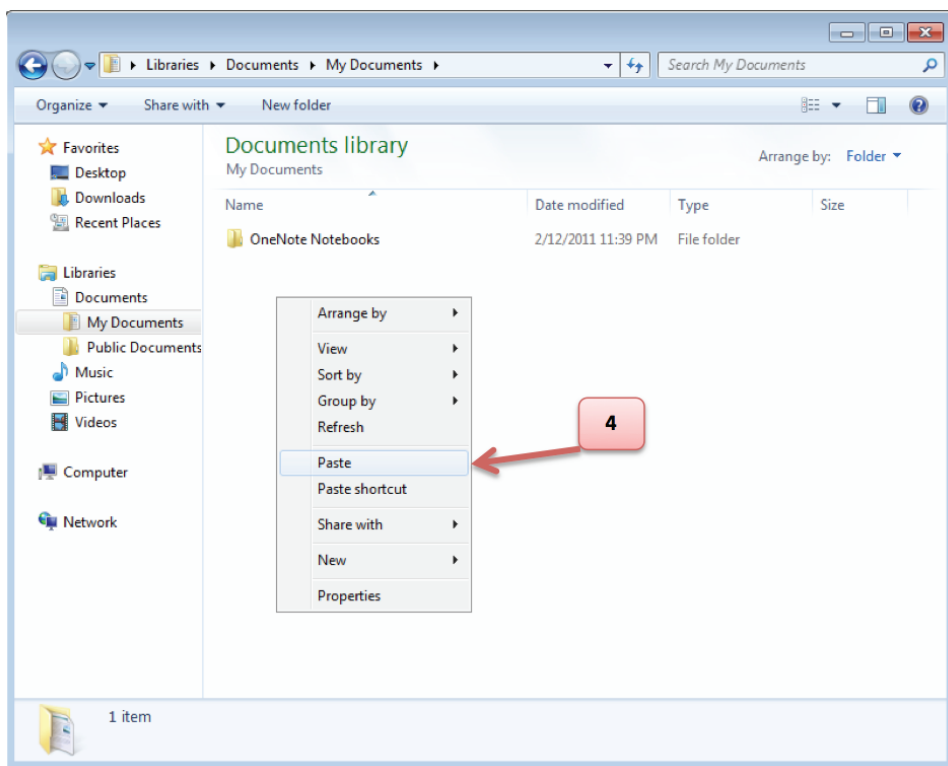 Libraries Documents My Documents
Search My Documents
Organize Share with New folder
Favorites
Desktop
Downloads
Recent Places
Libraries
Documents
My Documents
Public Documents
Music
Pictures
Videos
Computer
Network
Documents library
My Documents
Arrange by: Folder
Name Date modified Type Size
OneNote Notebooks 2/12/2011 11:39 PM File folder
Arrange by
View
Sort by
Group by
Refresh
Paste
Paste shortcut
Share with
New
Properties
4
1 item